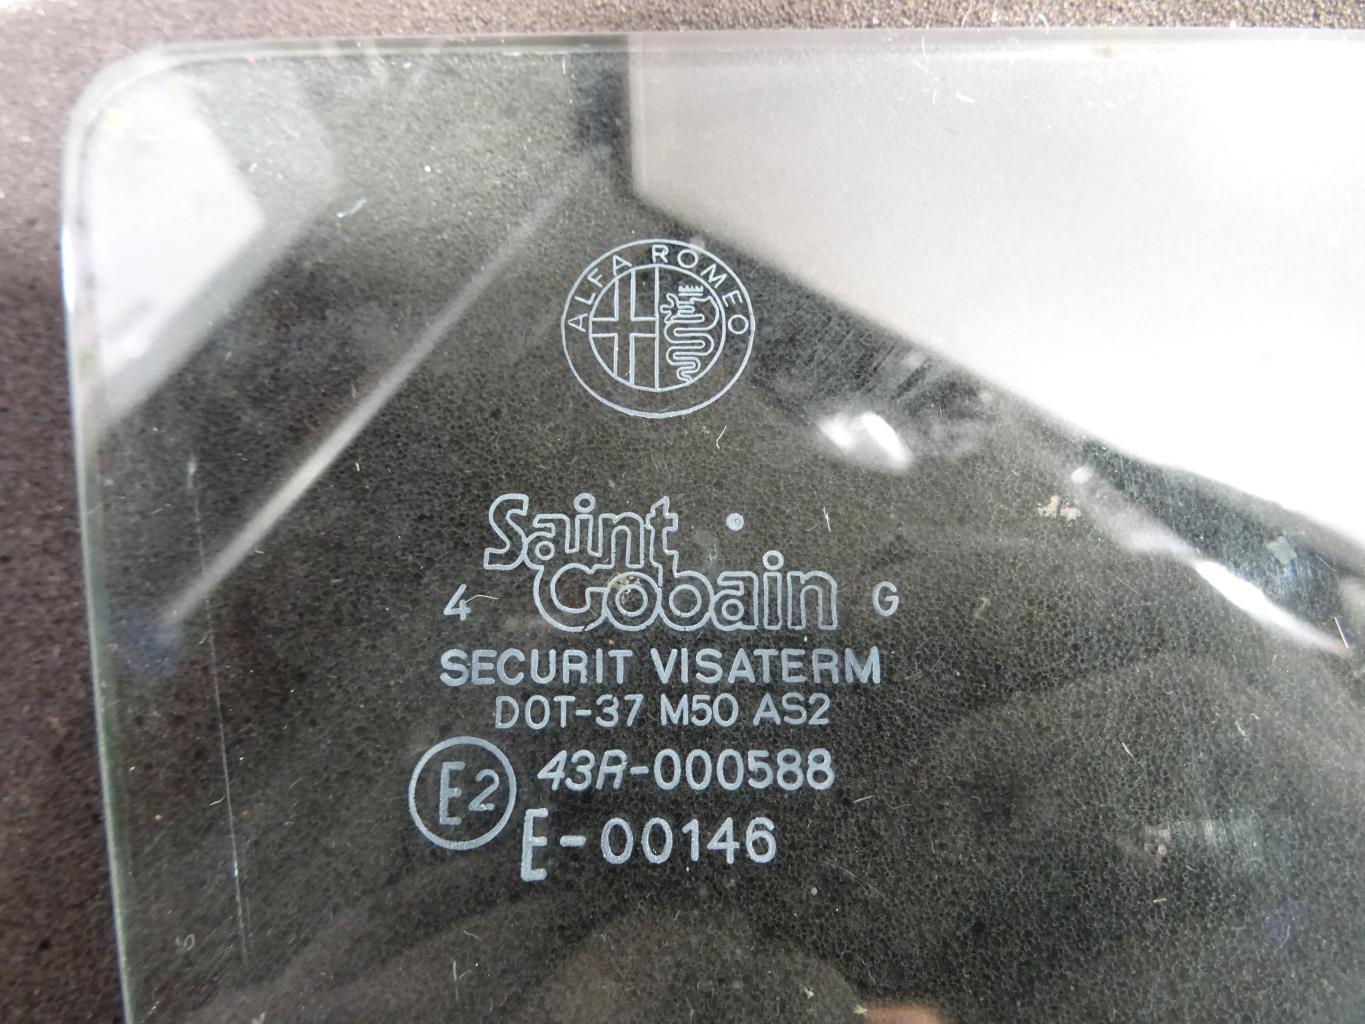 ALFA ROMEO
Saint
4 Gobain G
SECURIT VISATERM
DOT-37 M50 AS2
E2 43R-000588
E-00146